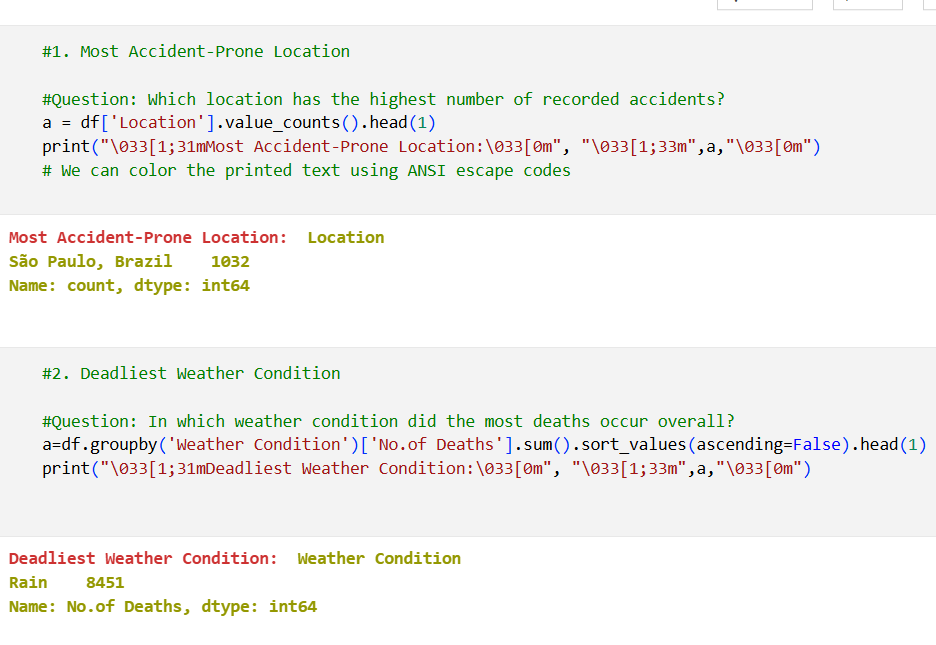 #1. Most Accident-Prone Location
#Question: Which location has the highest number of recorded accidents?
a = df['Location'].value_counts().head(1)
print("\033[1;31mMost Accident-Prone Location:\033[0m", "\033[1;33m",a,"\033[0m")
# We can color the printed text using ANSI escape codes
Most Accident-Prone Location:  Location
São Paulo, Brazil    1032
Name: count, dtype: int64
#2. Deadliest Weather Condition
#Question: In which weather condition did the most deaths occur overall?
a=df.groupby('Weather Condition')['No.of Deaths'].sum().sort_values(ascending=False).head(1)
print("\033[1;31mDeadliest Weather Condition:\033[0m", "\033[1;33m",a,"\033[0m")
Deadliest Weather Condition:  Weather Condition
Rain    8451
Name: No.of Deaths, dtype: int64